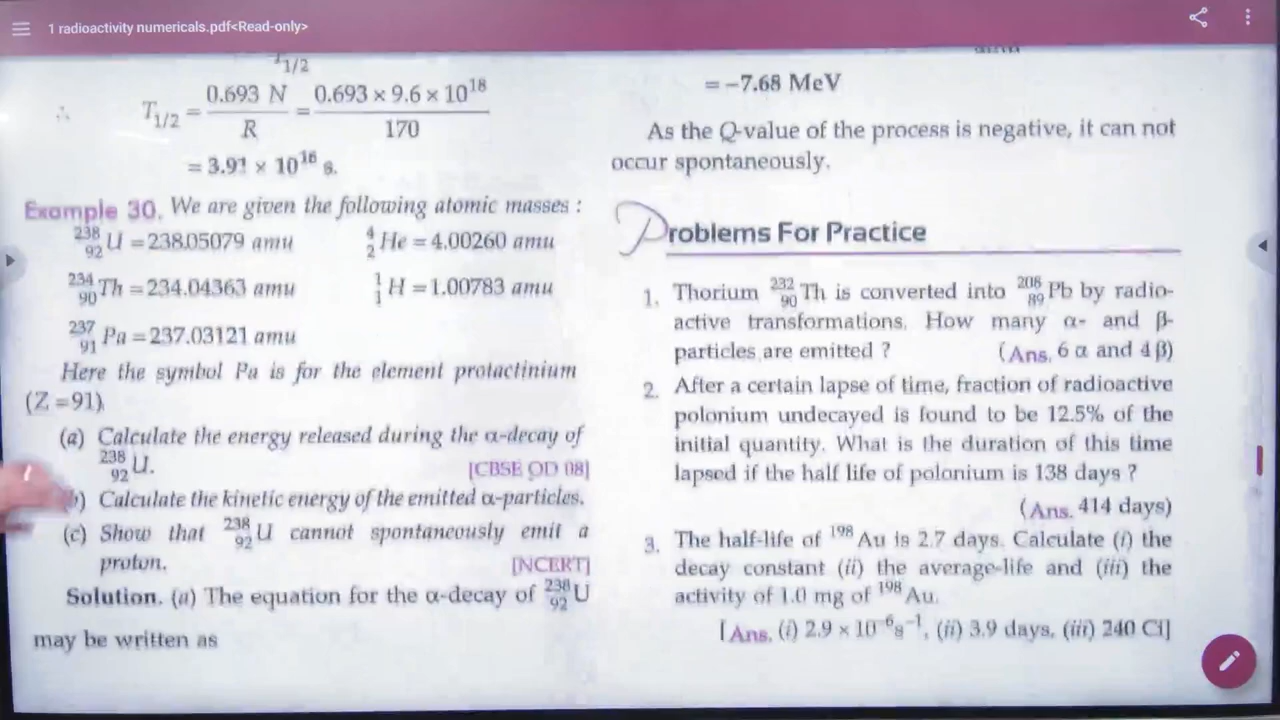 1 radioactivity numericals.pdf<Read-only>
T1/2
∴ T1/2 = 0.693 N / R = 0.693 × 9.6 × 10^18 / 170
= 3.91 × 10^16 s.
Example 30. We are given the following atomic masses :
238 92 U = 238.05079 amu 4 2 He = 4.00260 amu
234 90 Th = 234.04363 amu 1 1 H = 1.00783 amu
237 91 Pa = 237.03121 amu
Here the symbol Pa is for the element protactinium
(Z = 91).
(a) Calculate the energy released during the α-decay of
238 92 U. [CBSE OD 08]
(b) Calculate the kinetic energy of the emitted α-particles.
(c) Show that 238 92 U cannot spontaneously emit a
proton. [NCERT]
Solution. (a) The equation for the α-decay of 238 92 U
may be written as
= −7.68 MeV
As the Q-value of the process is negative, it can not
occur spontaneously.
Problems For Practice
1. Thorium 232 90 Th is converted into 208 89 Pb by radio-
active transformations. How many α- and β-
particles are emitted ? (Ans. 6 α and 4 β)
2. After a certain lapse of time, fraction of radioactive
polonium undecayed is found to be 12.5% of the
initial quantity. What is the duration of this time
lapsed if the half life of polonium is 138 days ?
(Ans. 414 days)
3. The half-life of 198 Au is 2.7 days. Calculate (i) the
decay constant (ii) the average-life and (iii) the
activity of 1.0 mg of 198 Au.
[Ans. (i) 2.9 × 10^−6 s^−1, (ii) 3.9 days, (iii) 240 Ci]